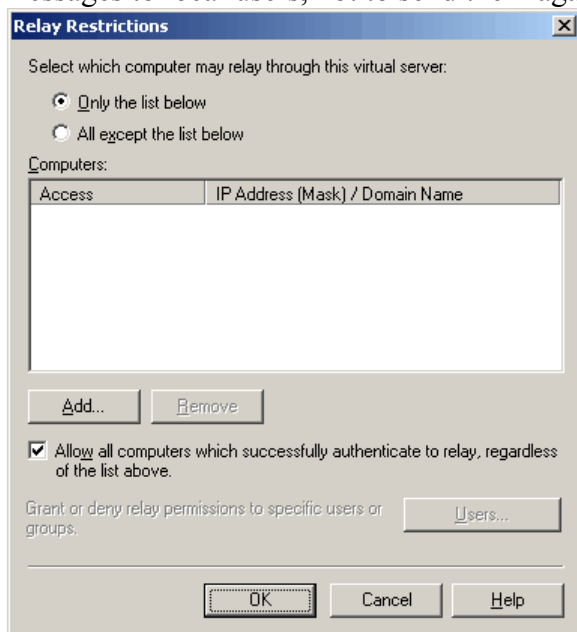 Relay Restrictions
Select which computer may relay through this virtual server:
Only the list below
All except the list below
Computers:
Access IP Address (Mask) / Domain Name
Add... Remove
Allow all computers which successfully authenticate to relay, regardless
of the list above.
Grant or deny relay permissions to specific users or
groups.
Users...
OK Cancel Help